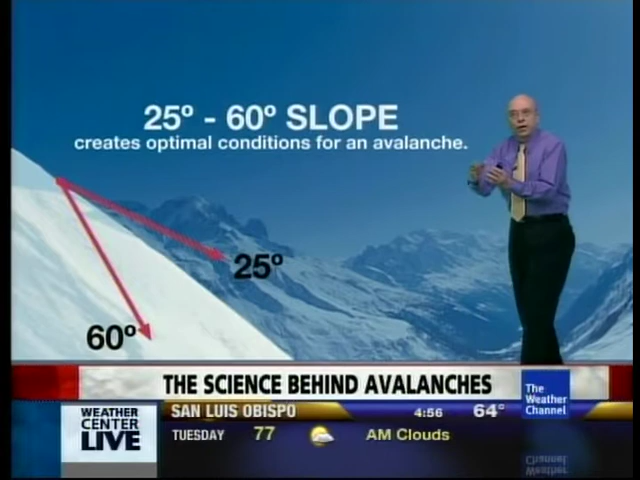 25º - 60º SLOPE
creates optimal conditions for an avalanche.
25º
60º
THE SCIENCE BEHIND AVALANCHES
The
Weather
Channel
WEATHER
CENTER
LIVE
SAN LUIS OBISPO 4:56 64°
TUESDAY 77 AM Clouds